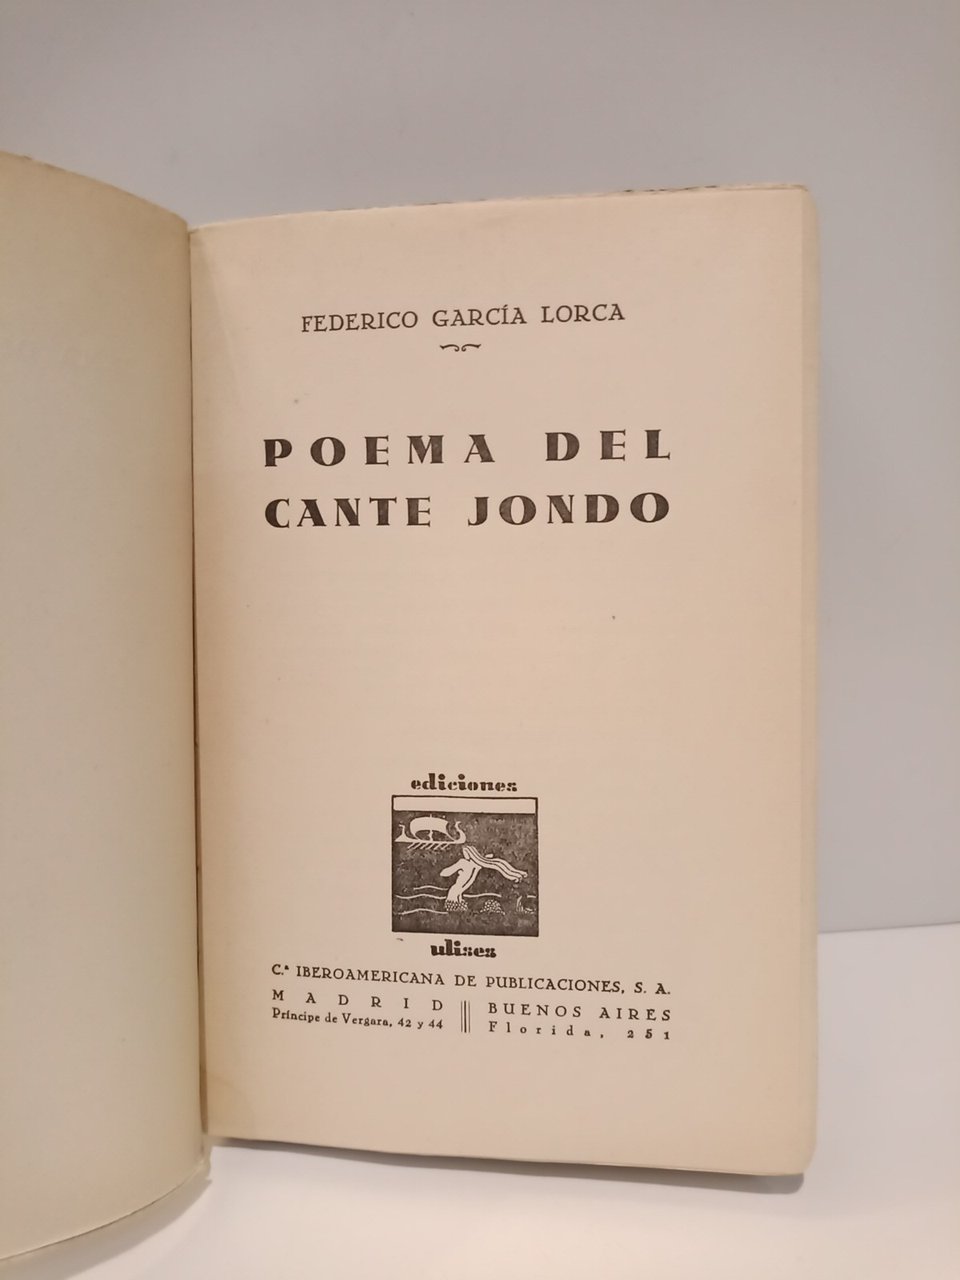 FEDERICO GARCÍA LORCA
POEMA DEL
CANTE JONDO
ediciones
ulises
C.ª IBEROAMERICANA DE PUBLICACIONES, S. A.
MADRID
Príncipe de Vergara, 42 y 44
BUENOS AIRES
Florida, 251